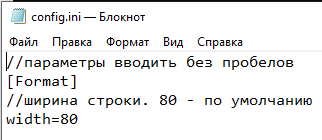 config.ini — Блокнот
Файл Правка Формат Вид Справка
//параметры вводить без пробелов
[Format]
//ширина строки. 80 - по умолчанию
width=80